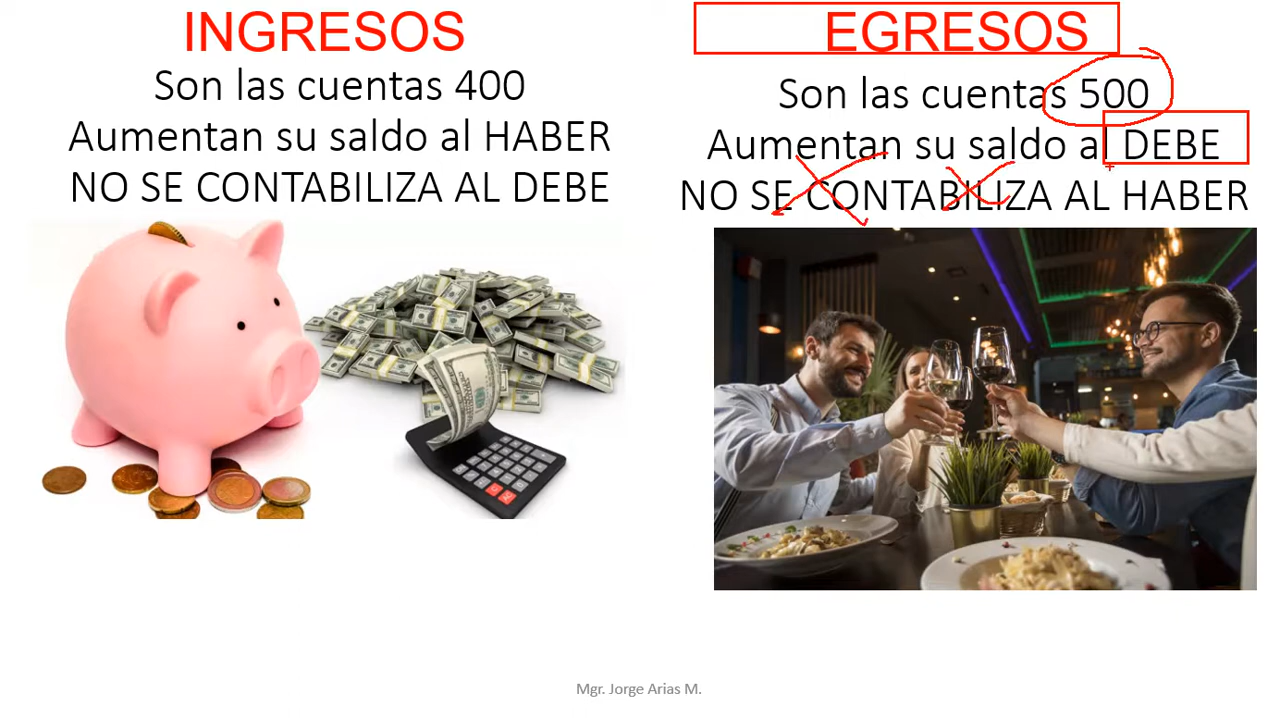 INGRESOS
Son las cuentas 400
Aumentan su saldo al HABER
NO SE CONTABILIZA AL DEBE
EGRESOS
Son las cuentas 500
Aumentan su saldo al DEBE
NO SE CONTABILIZA AL HABER
Mgr. Jorge Arias M.